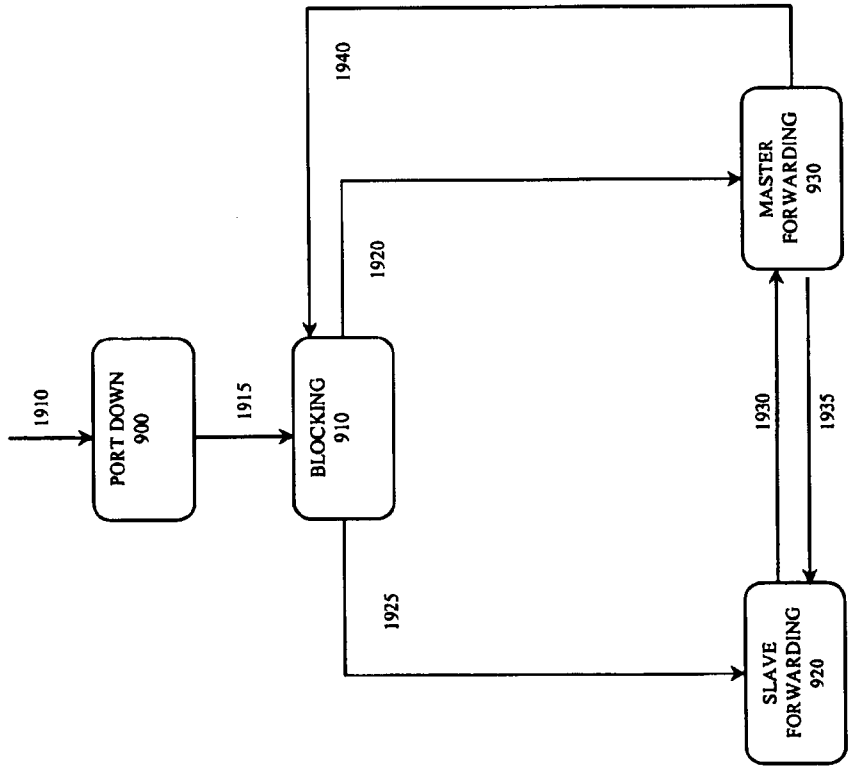 1910
PORT DOWN
900
1915
BLOCKING
910
1940
1920
1925
MASTER
FORWARDING
930
1930
1935
SLAVE
FORWARDING
920